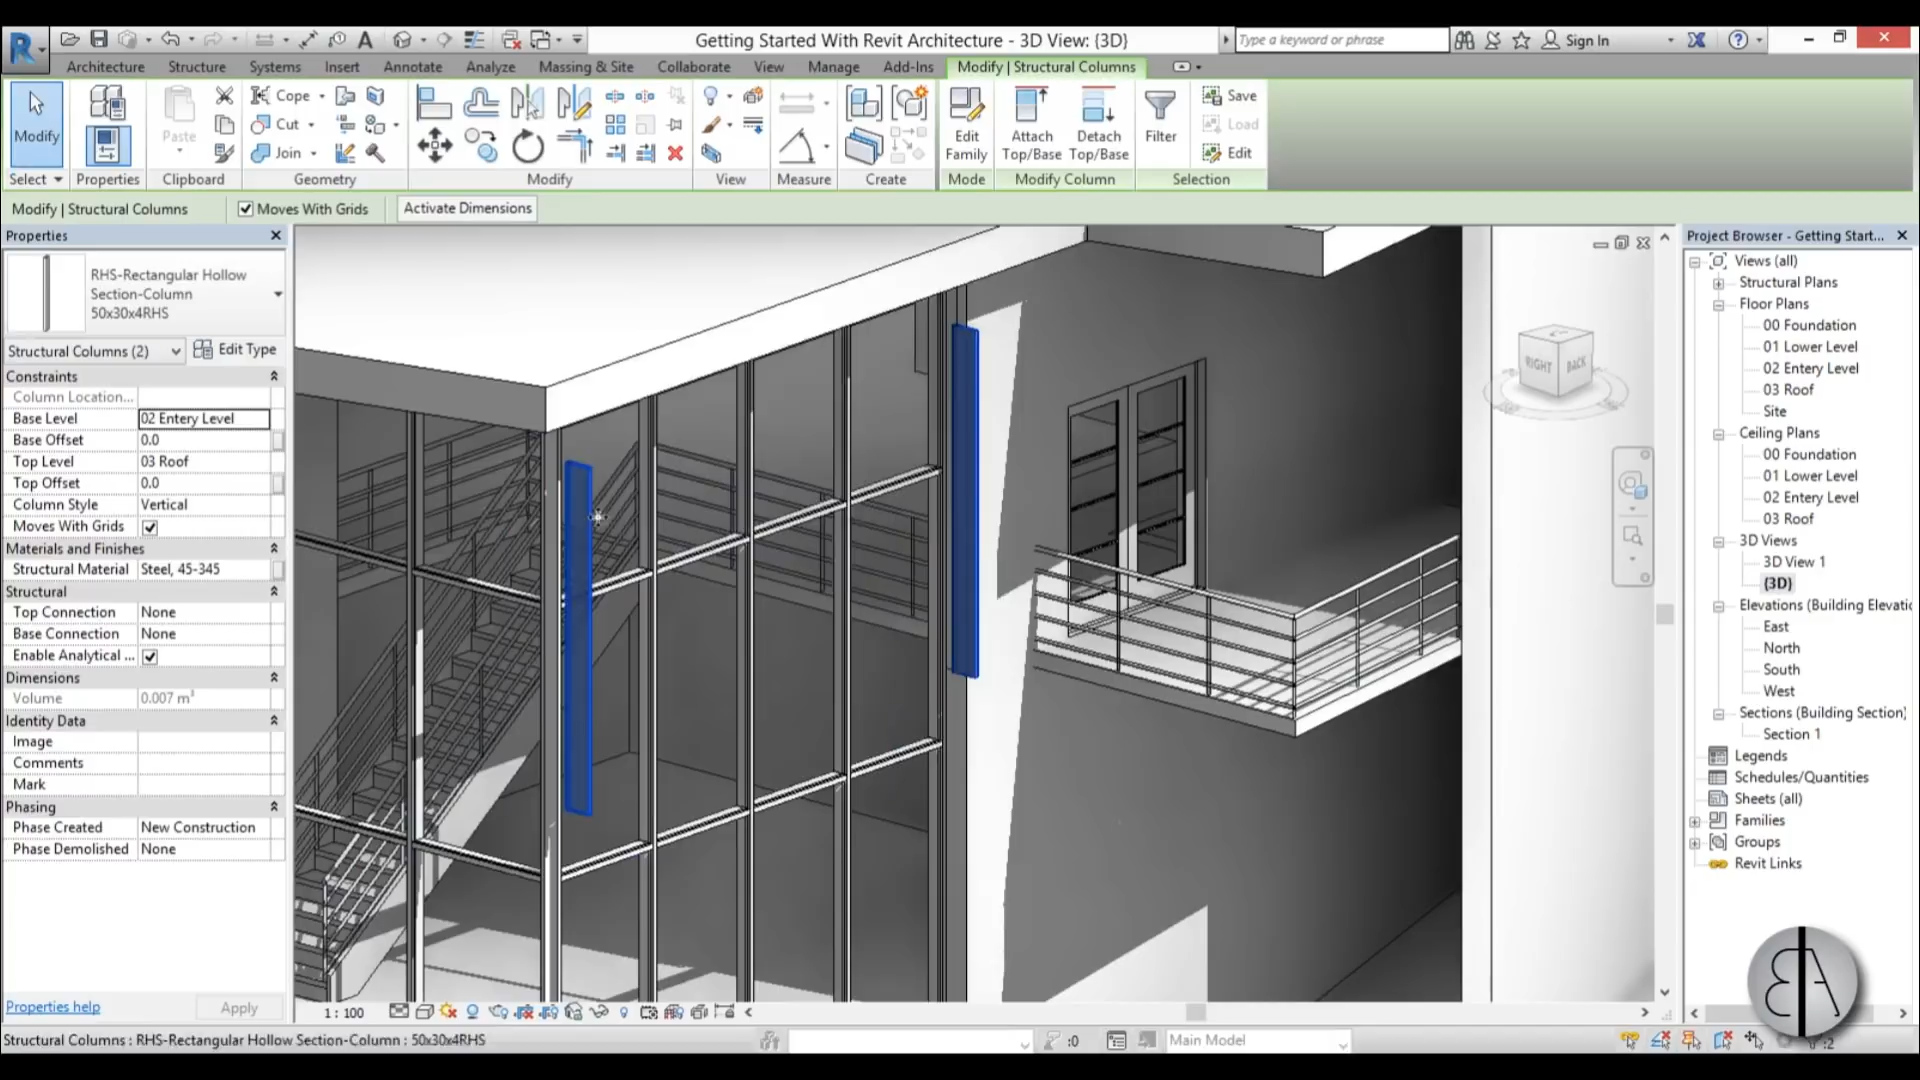 Getting Started With Revit Architecture - 3D View: {3D}
Type a keyword or phrase
Sign In
Architecture Structure Systems Insert Annotate Analyze Massing & Site Collaborate View Manage Add-Ins Modify | Structural Columns
Modify
Paste
Cope
Cut
Join
Edit Family
Attach Top/Base
Detach Top/Base
Filter
Save
Load
Edit
Select Properties Clipboard Geometry Modify View Measure Create Mode Modify Column Selection
Modify | Structural Columns Moves With Grids Activate Dimensions
Properties
RHS-Rectangular Hollow
Section-Column
50x30x4RHS
Structural Columns (2) Edit Type
Constraints
Column Location...
Base Level 02 Entery Level
Base Offset 0.0
Top Level 03 Roof
Top Offset 0.0
Column Style Vertical
Moves With Grids
Materials and Finishes
Structural Material Steel, 45-345
Structural
Top Connection None
Base Connection None
Enable Analytical ...
Dimensions
Volume 0.007 m³
Identity Data
Image
Comments
Mark
Phasing
Phase Created New Construction
Phase Demolished None
Properties help Apply
RIGHT BACK
Project Browser - Getting Start...
Views (all)
Structural Plans
Floor Plans
00 Foundation
01 Lower Level
02 Entery Level
03 Roof
Site
Ceiling Plans
00 Foundation
01 Lower Level
02 Entery Level
03 Roof
3D Views
3D View 1
{3D}
Elevations (Building Elevatic
East
North
South
West
Sections (Building Section)
Section 1
Legends
Schedules/Quantities
Sheets (all)
Families
Groups
Revit Links
1 : 100
Structural Columns : RHS-Rectangular Hollow Section-Column : 50x30x4RHS
:0
Main Model
:2